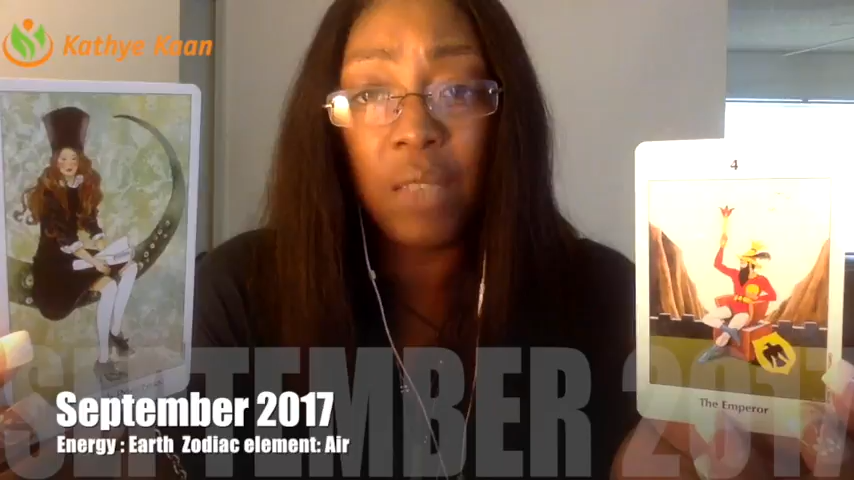 Kathye Kaan
4
The Emperor
SEPTEMBER 2017
September 2017
Energy : Earth Zodiac element: Air